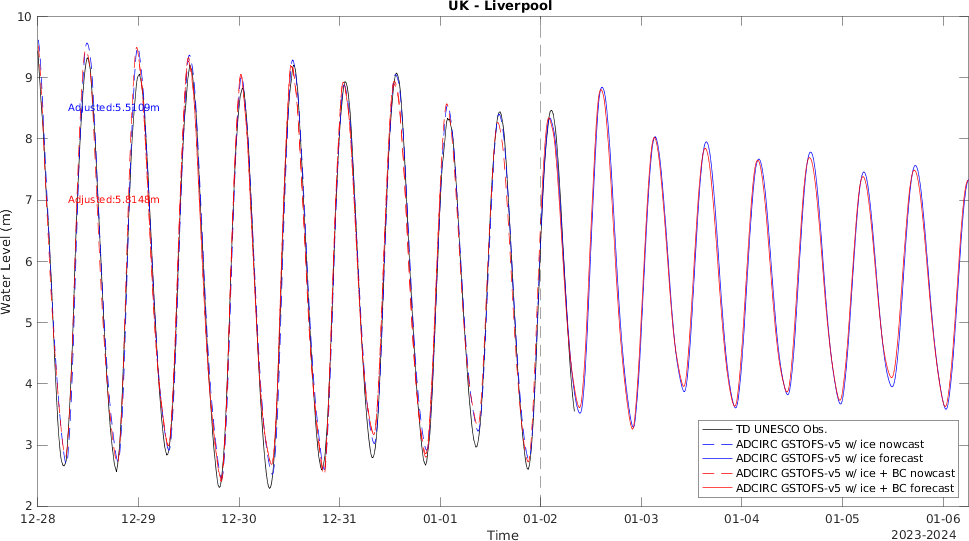 UK - Liverpool
10
9
8
7
6
5
4
3
2
Water Level (m)
Adjusted:5.5109m
Adjusted:5.8148m
TD UNESCO Obs.
ADCIRC GSTOFS-v5 w/ ice nowcast
ADCIRC GSTOFS-v5 w/ ice forecast
ADCIRC GSTOFS-v5 w/ ice + BC nowcast
ADCIRC GSTOFS-v5 w/ ice + BC forecast
12-28 12-29 12-30 12-31 01-01 01-02 01-03 01-04 01-05 01-06
Time
2023-2024